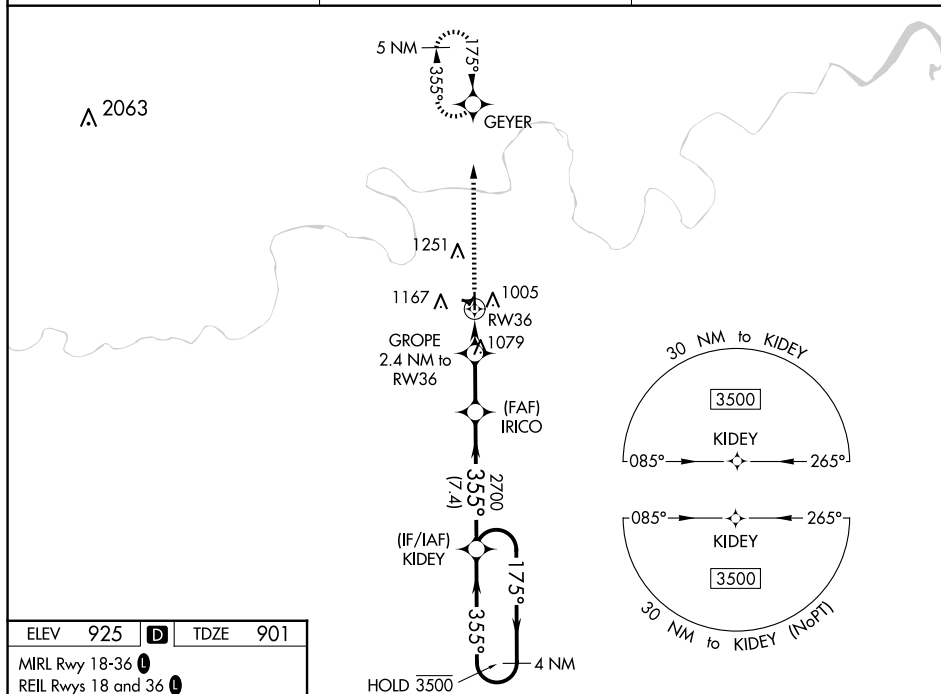 5 NM
175°
355°
GEYER
2063
1251
1167
1005
RW36
GROPE
2.4 NM to
RW36
1079
(FAF)
IRICO
355°
2700
(7.4)
(IF/IAF)
KIDEY
175°
355°
4 NM
HOLD 3500
30 NM to KIDEY
3500
KIDEY
085°
265°
085°
265°
KIDEY
3500
30 NM to KIDEY (NoPT)
ELEV 925 D TDZE 901
MIRL Rwy 18-36 L
REIL Rwys 18 and 36 L